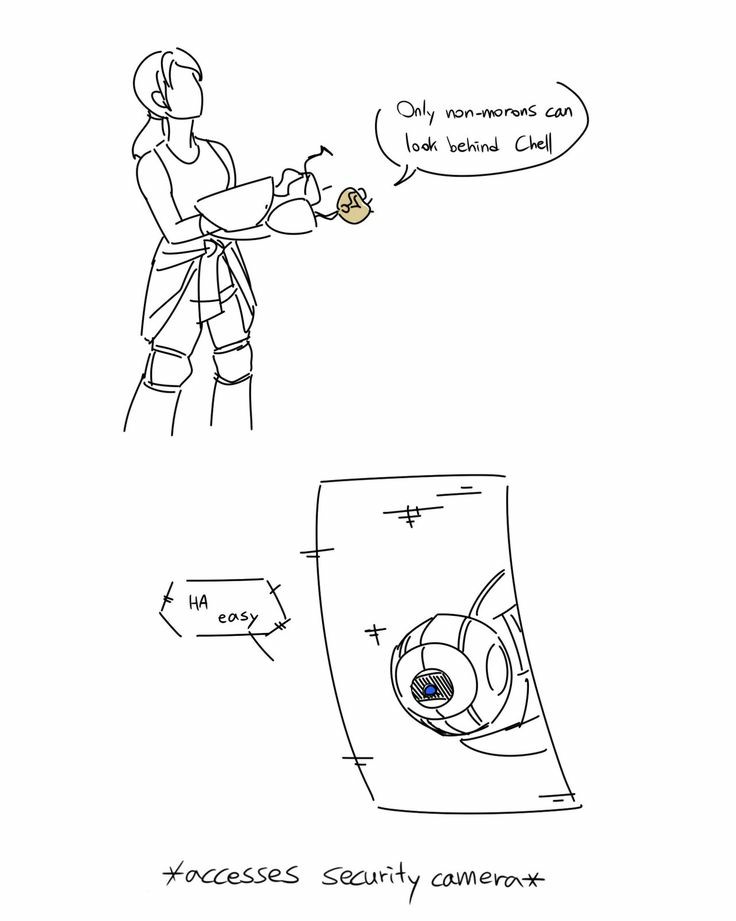 Only non-morons can
look behind Chell
HA
easy
*accesses security camera*